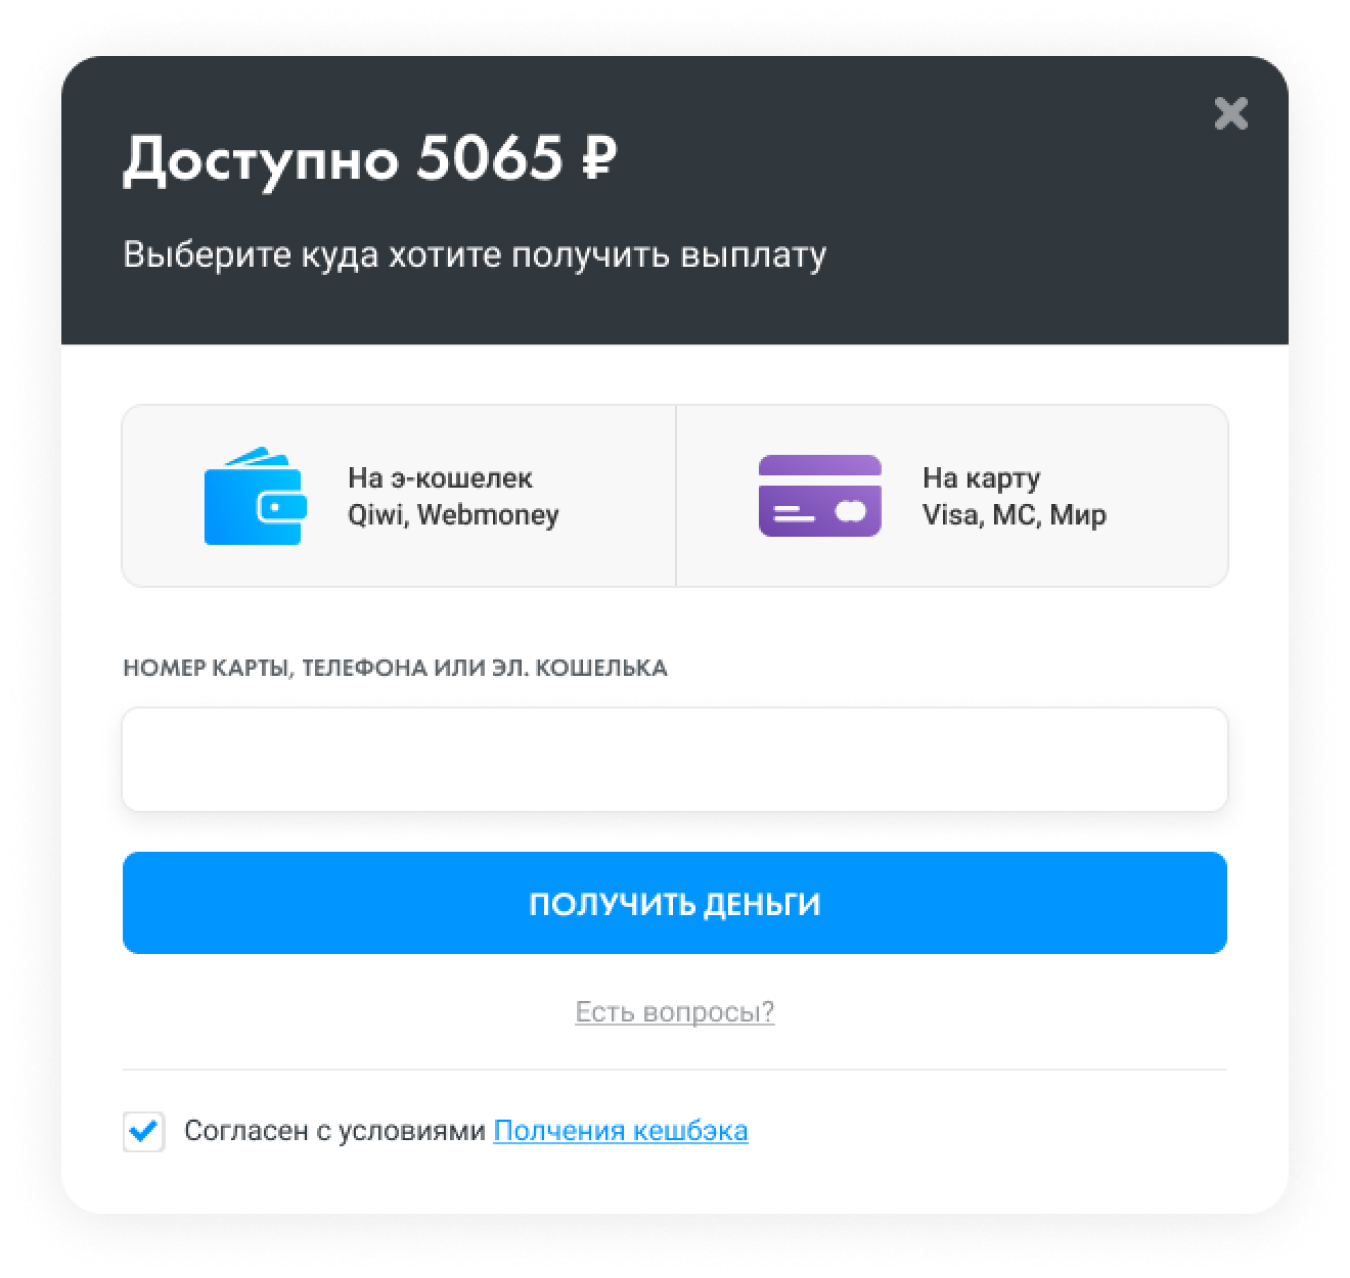 Доступно 5065 ₽
Выберите куда хотите получить выплату
На э-кошелек
Qiwi, Webmoney
На карту
Visa, МС, Мир
НОМЕР КАРТЫ, ТЕЛЕФОНА ИЛИ ЭЛ. КОШЕЛЬКА
ПОЛУЧИТЬ ДЕНЬГИ
Есть вопросы?
Согласен с условиями Полчения кешбэка